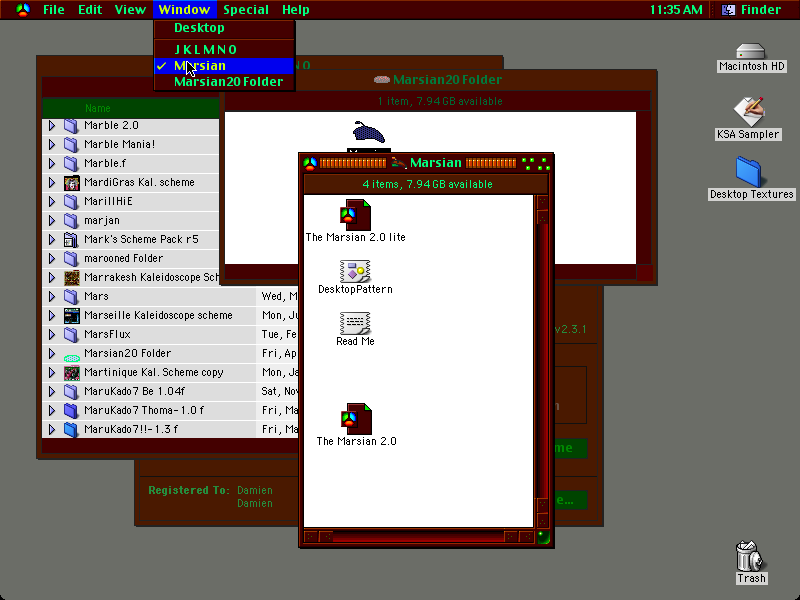 File Edit View Window Special Help 11:35 AM Finder
Desktop
J K L M N O
Marsian
Marsian20 Folder
Macintosh HD
KSA Sampler
Desktop Textures
Trash
N O
Name
Marble 2.0
Marble Mania!
Marble.f
MardiGras Kal. scheme
MarillHiE
marjan
Mark's Scheme Pack r5
marooned Folder
Marrakesh Kaleidoscope Sch
Mars Wed, M
Marseille Kaleidoscope scheme Mon, Ju
MarsFlux Tue, Fe
Marsian20 Folder Fri, Ap
Martinique Kal. Scheme copy Mon, Ja
MaruKado7 Be 1.04f Sat, Nov
MaruKado7 Thoma- 1.0 f Fri, Ma
MaruKado7!!- 1.3 f Fri, Ma
Marsian20 Folder
1 item, 7.94 GB available
Marsian
4 items, 7.94 GB available
The Marsian 2.0 lite
DesktopPattern
Read Me
The Marsian 2.0
v2.3.1
me
e...
Registered To: Damien
Damien